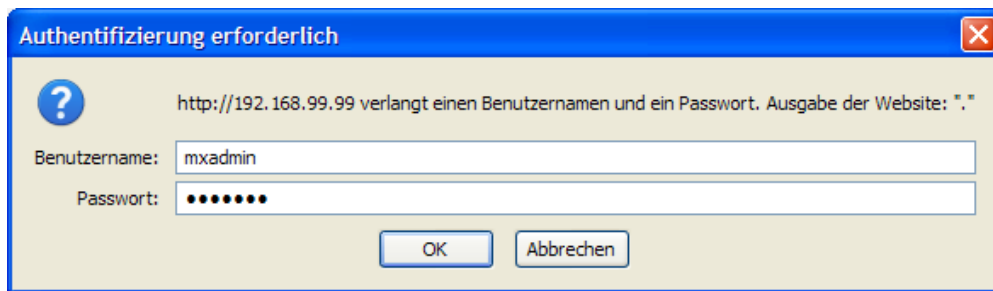 Authentifizierung erforderlich
http://192.168.99.99 verlangt einen Benutzernamen und ein Passwort. Ausgabe der Website: "."
Benutzername: mxadmin
Passwort: •••••••
OK Abbrechen